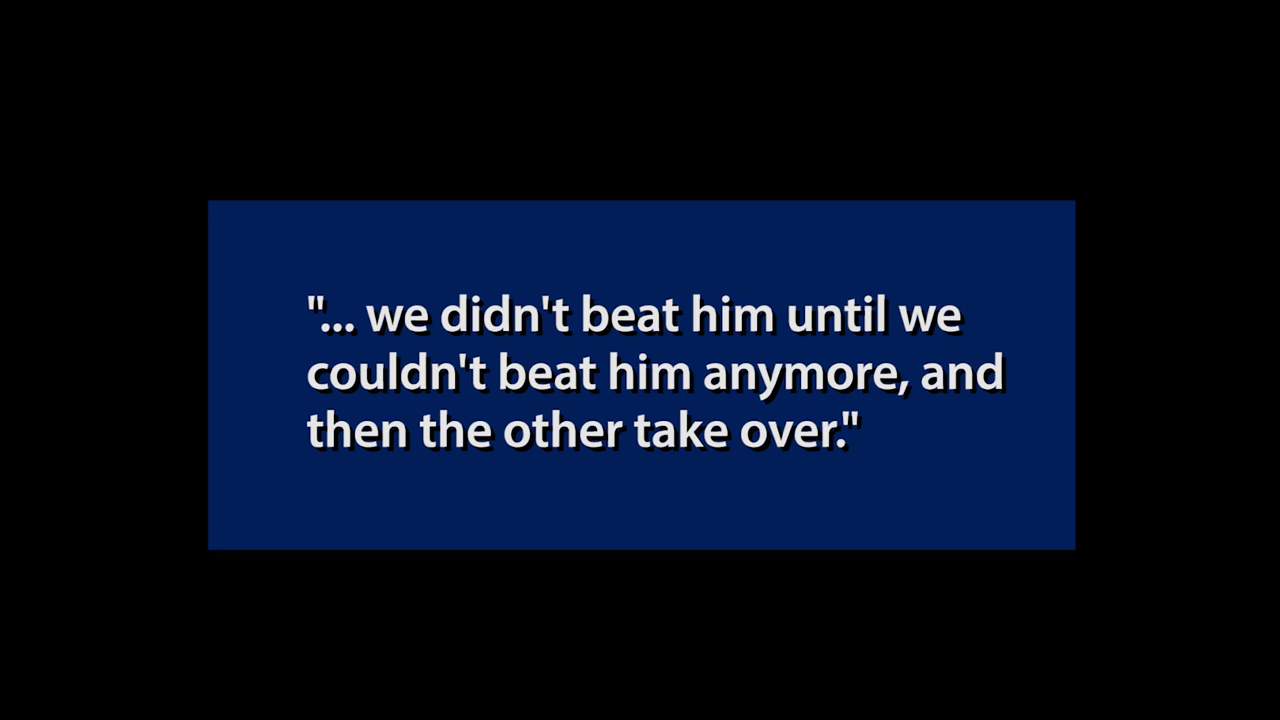 "... we didn't beat him until we
couldn't beat him anymore, and
then the other take over."